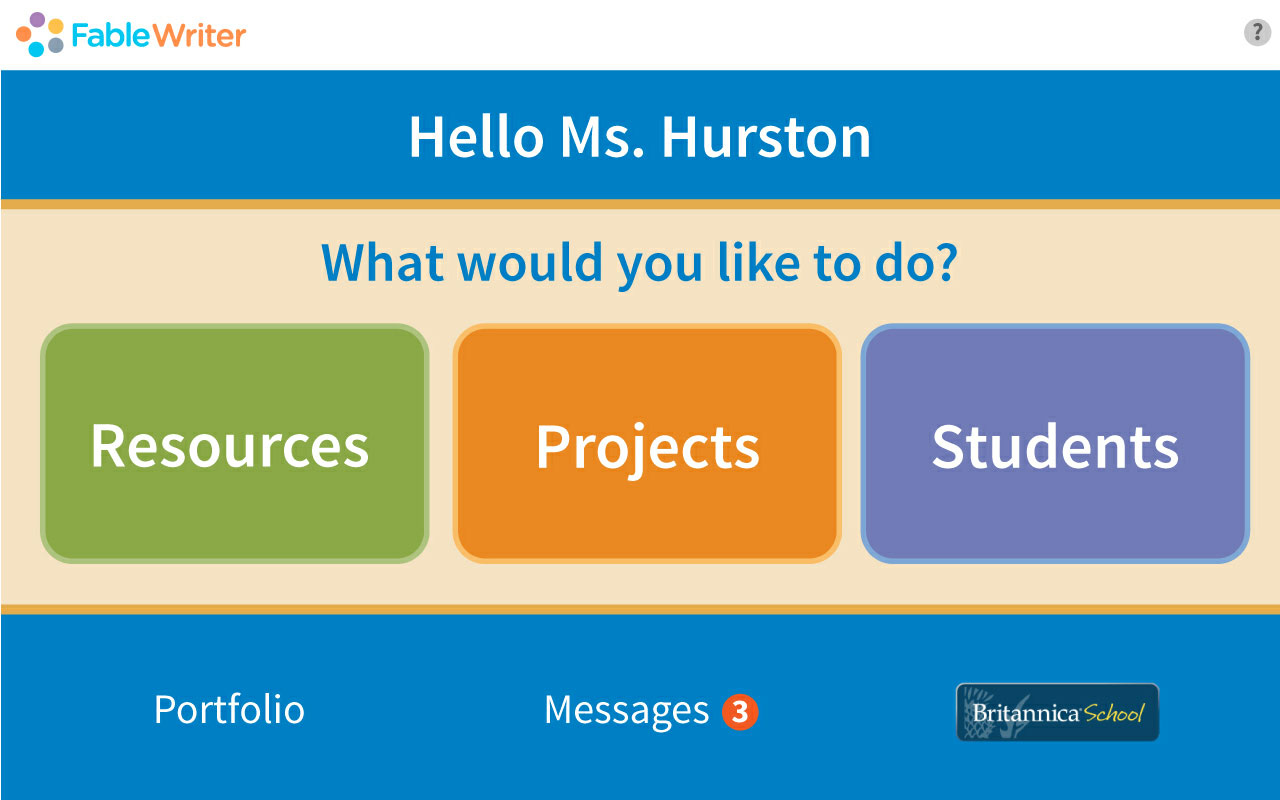 FableWriter
?
Hello Ms. Hurston
What would you like to do?
Resources
Projects
Students
Portfolio
Messages 3
Britannica School